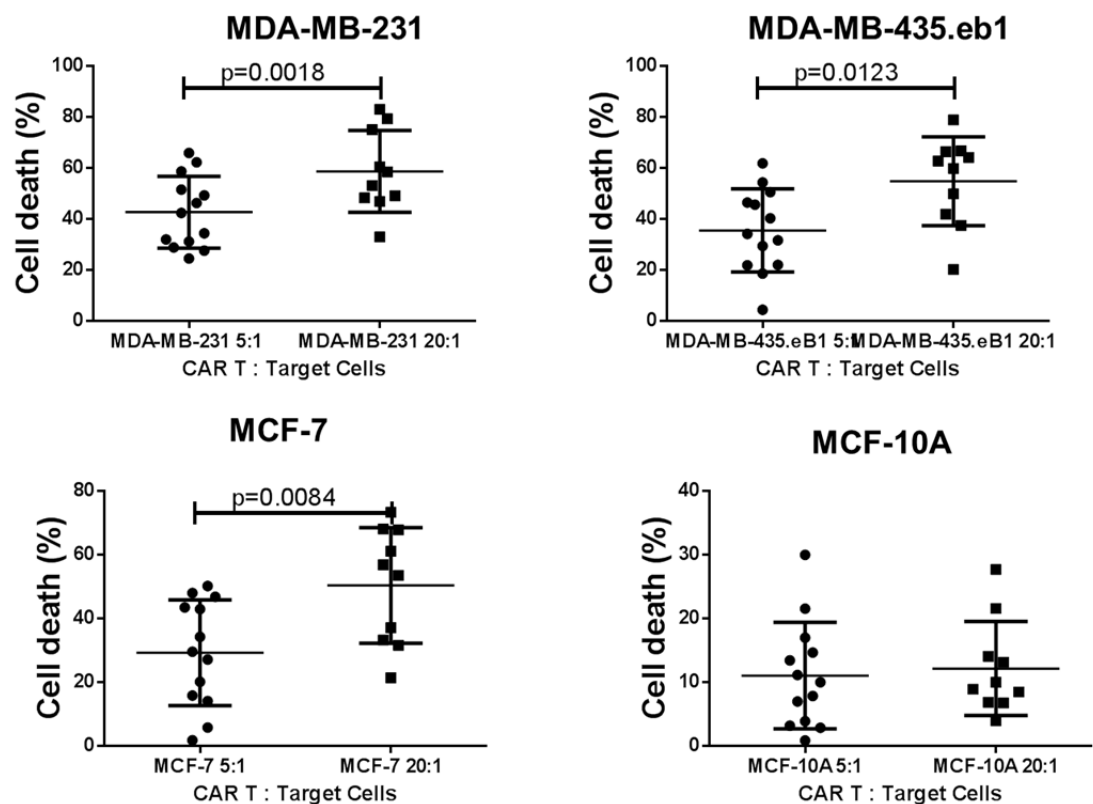 MDA-MB-231
p=0.0018
Cell death (%)
100
80
60
40
20
0
MDA-MB-231 5:1 MDA-MB-231 20:1
CAR T : Target Cells
MDA-MB-435.eb1
p=0.0123
Cell death (%)
100
80
60
40
20
0
MDA-MB-435.eB1 5:1 MDA-MB-435.eB1 20:1
CAR T : Target Cells
MCF-7
p=0.0084
Cell death (%)
80
60
40
20
0
MCF-7 5:1 MCF-7 20:1
CAR T : Target Cells
MCF-10A
Cell death (%)
40
30
20
10
0
MCF-10A 5:1 MCF-10A 20:1
CAR T : Target Cells